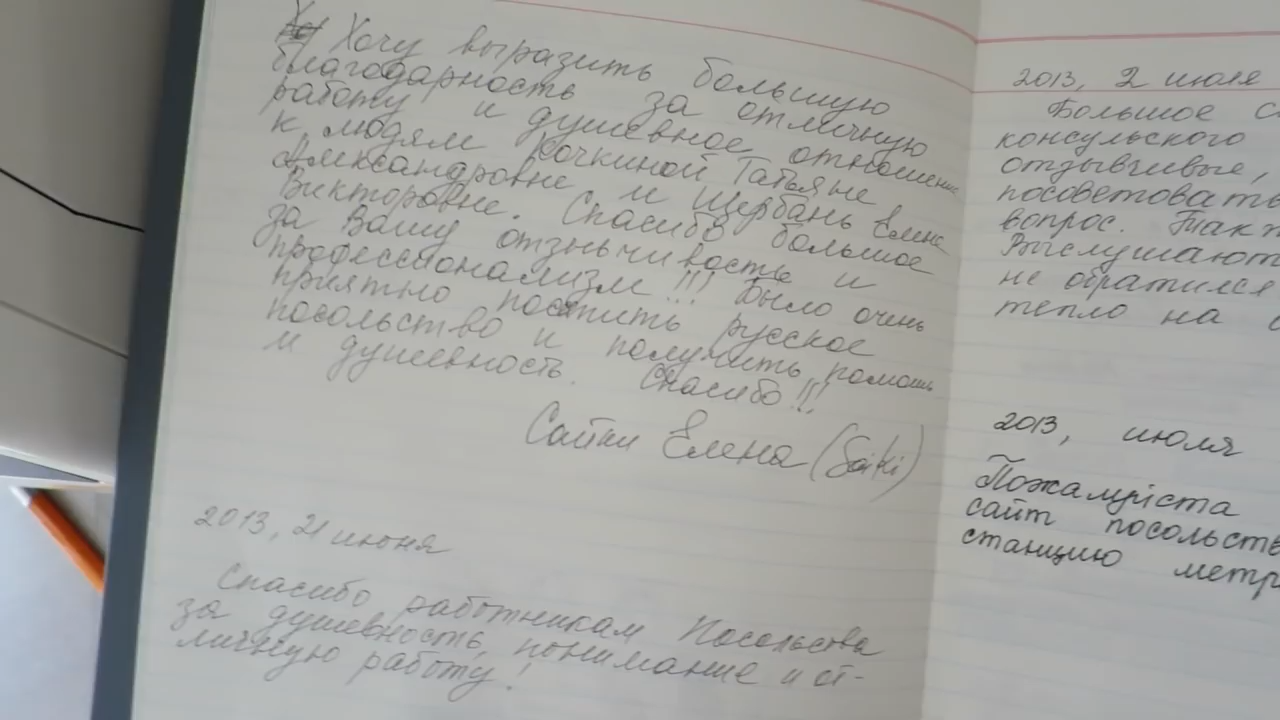 Хочу выразить большую
благодарность за отличную
работу и душевное отношение
к людям Кочкиной Татьяне
Александровне и Щербань Елене
Викторовне. Спасибо большое
за Вашу отзывчивость и
профессионализм!!! Было очень
приятно посетить русское
посольство и получить помощь
и душевность. Спасибо!!!
Сайки Елена (Saiki)
2013, 21 июня
Спасибо работникам Посольства
за душевность, понимание и от-
личную работу!
2013, 2 июля
Большое
консульского
отзывчивые,
посоветовать
вопрос.
Выслушают
не обратился
тепло на
2013, июля
Пожалуйста
сайт посольств
станцию метр